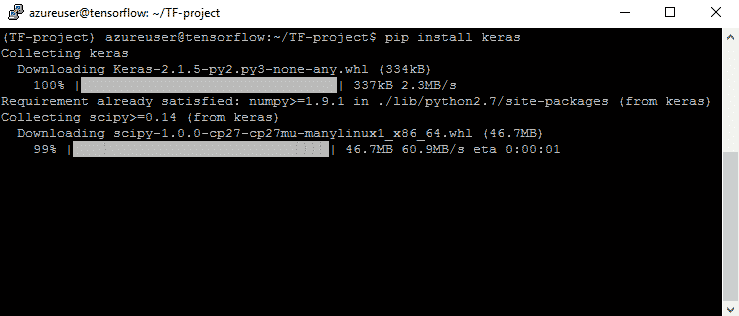 azureuser@tensorflow: ~/TF-project
(TF-project) azureuser@tensorflow:~/TF-project$ pip install keras
Collecting keras
  Downloading Keras-2.1.5-py2.py3-none-any.whl (334kB)
    100% |████████████████████████████████| 337kB 2.3MB/s
Requirement already satisfied: numpy>=1.9.1 in ./lib/python2.7/site-packages (from keras)
Collecting scipy>=0.14 (from keras)
  Downloading scipy-1.0.0-cp27-cp27mu-manylinux1_x86_64.whl (46.7MB)
    99% |████████████████████████████████| 46.7MB 60.9MB/s eta 0:00:01